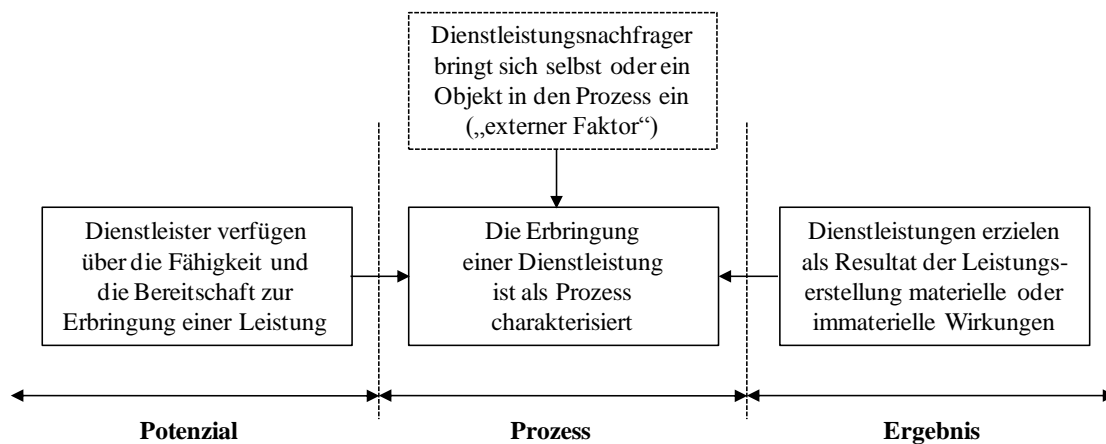 Dienstleistungsnachfrager
bringt sich selbst oder ein
Objekt in den Prozess ein
(„externer Faktor“)
Dienstleister verfügen
über die Fähigkeit und
die Bereitschaft zur
Erbringung einer Leistung
Die Erbringung
einer Dienstleistung
ist als Prozess
charakterisiert
Dienstleistungen erzielen
als Resultat der Leistungs-
erstellung materielle oder
immaterielle Wirkungen
Potenzial
Prozess
Ergebnis